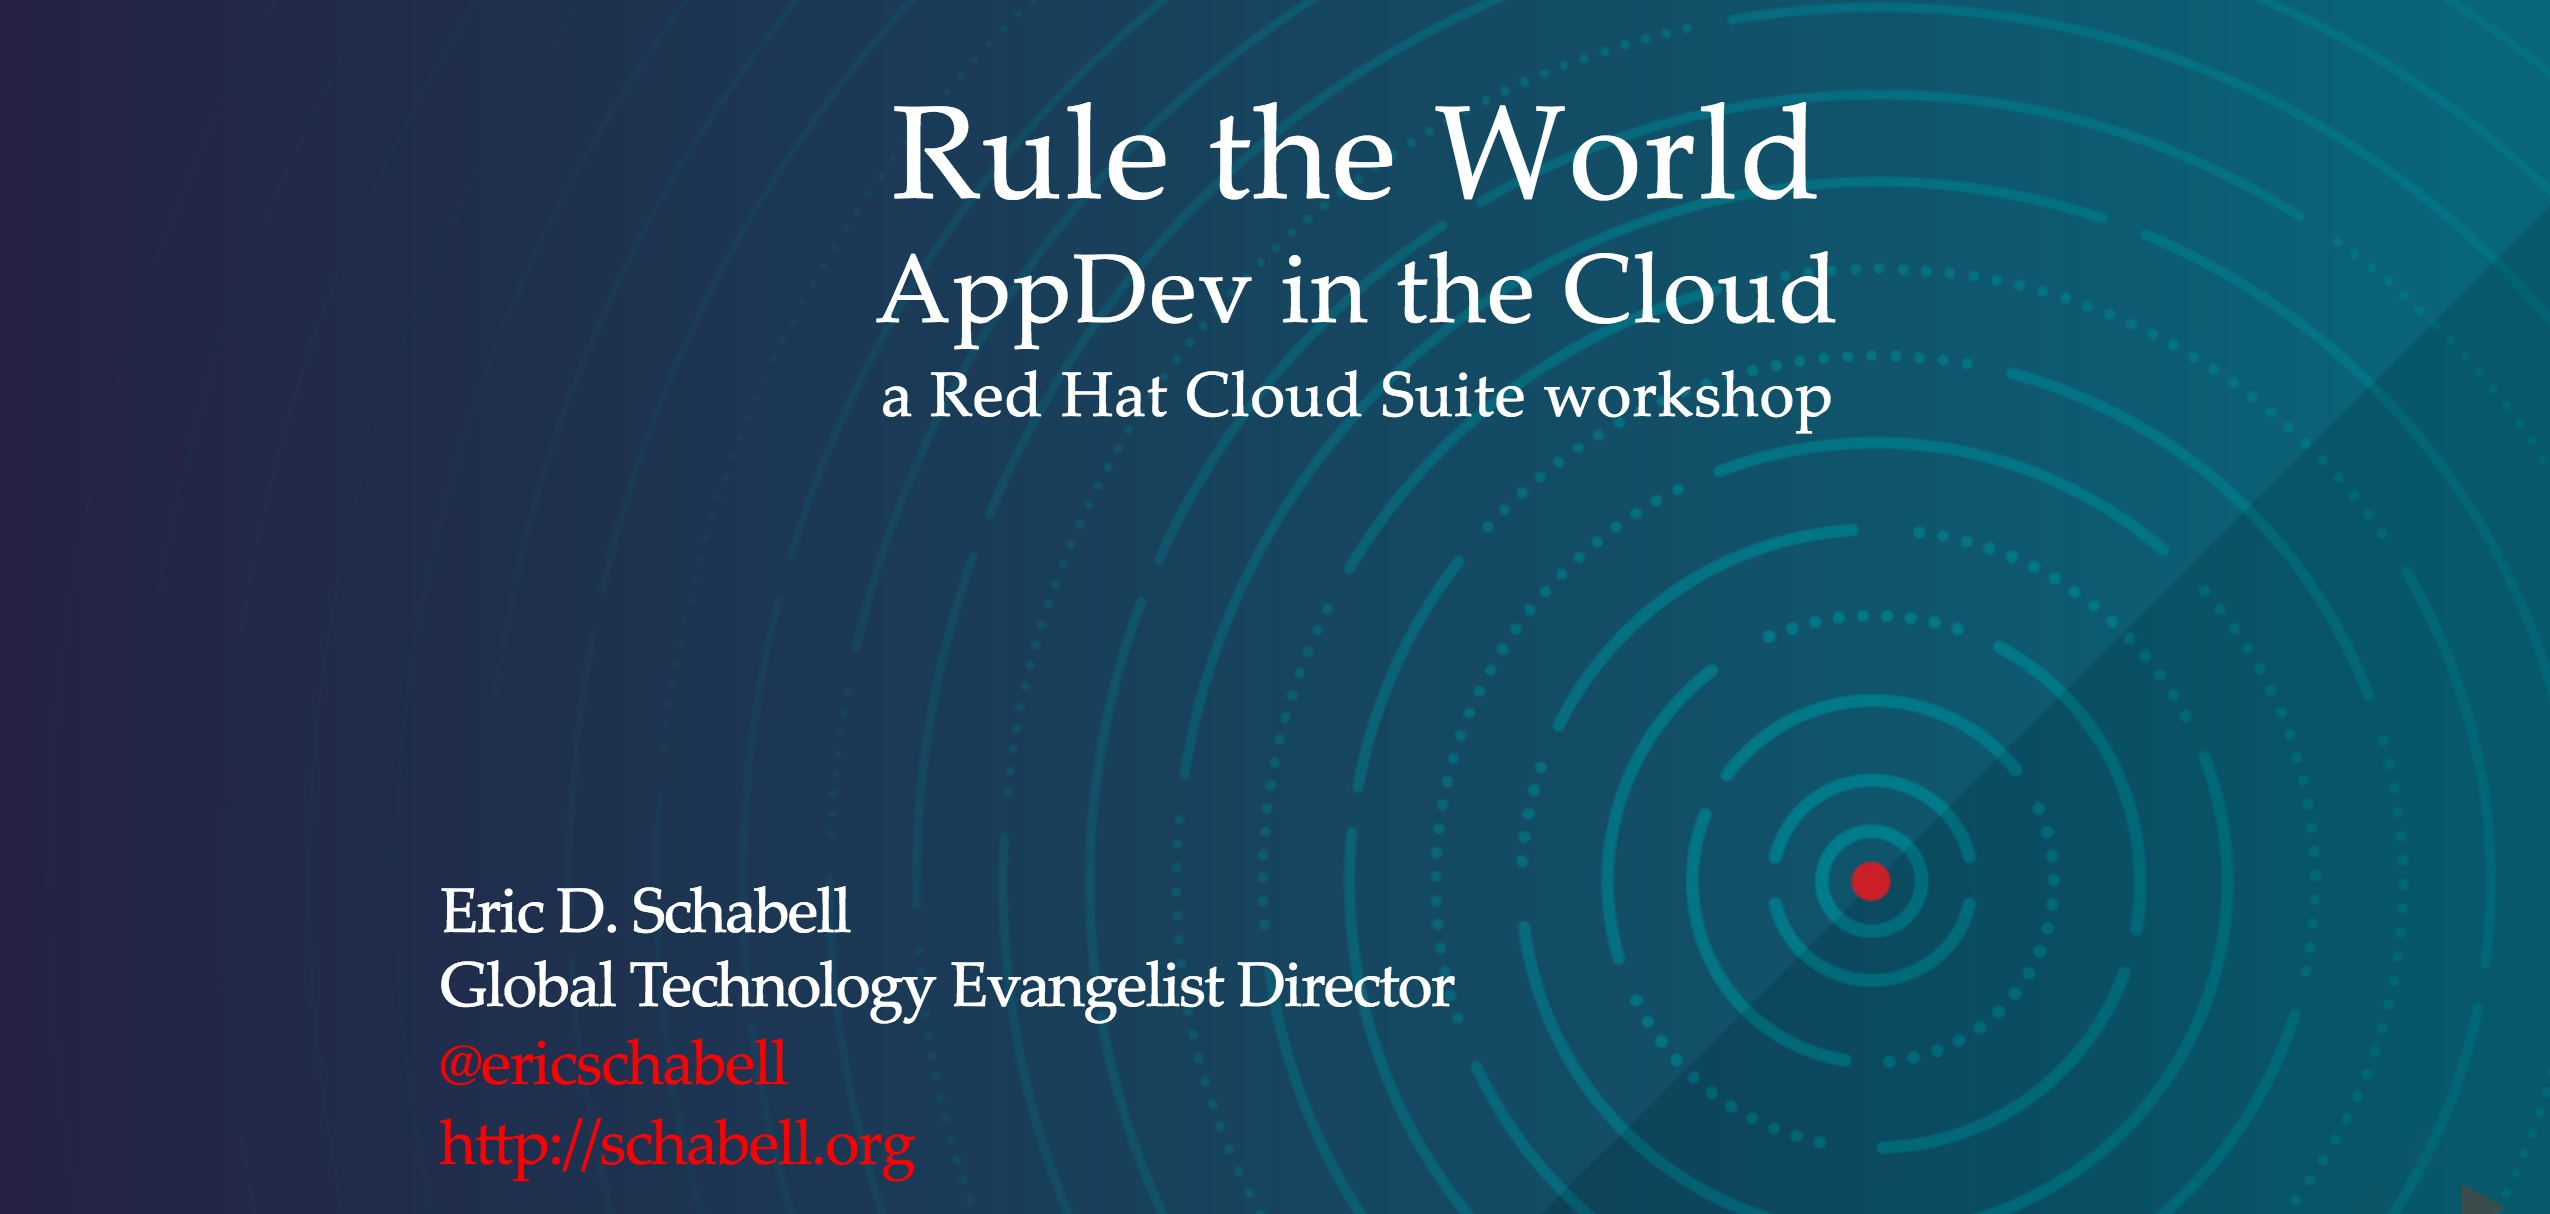 Rule the World
AppDev in the Cloud
a Red Hat Cloud Suite workshop
Eric D. Schabell
Global Technology Evangelist Director
@ericschabell
http://schabell.org